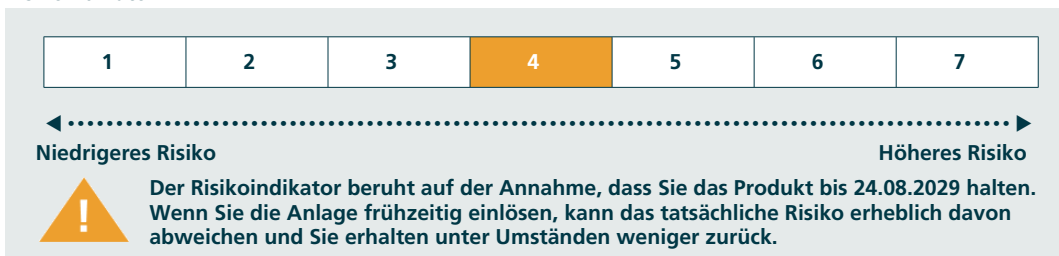 1 2 3 4 5 6 7
Niedrigeres Risiko Höheres Risiko
! Der Risikoindikator beruht auf der Annahme, dass Sie das Produkt bis 24.08.2029 halten.
Wenn Sie die Anlage frühzeitig einlösen, kann das tatsächliche Risiko erheblich davon
abweichen und Sie erhalten unter Umständen weniger zurück.